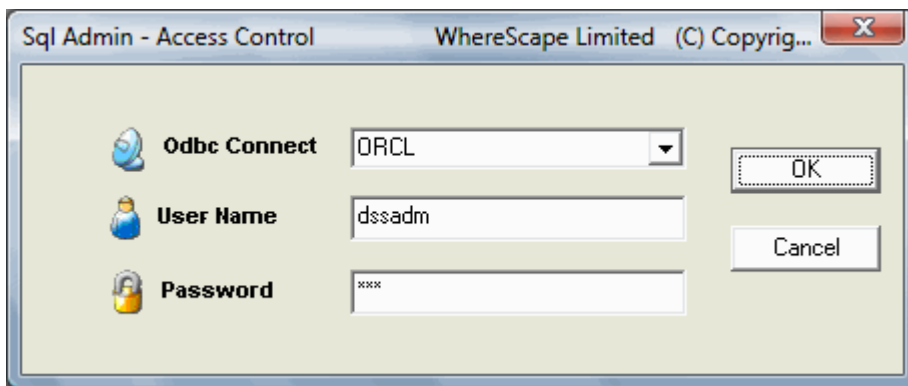 Sql Admin - Access Control WhereScape Limited (C) Copyrig...
Odbc Connect ORCL
OK
User Name dssadm
Cancel
Password ***